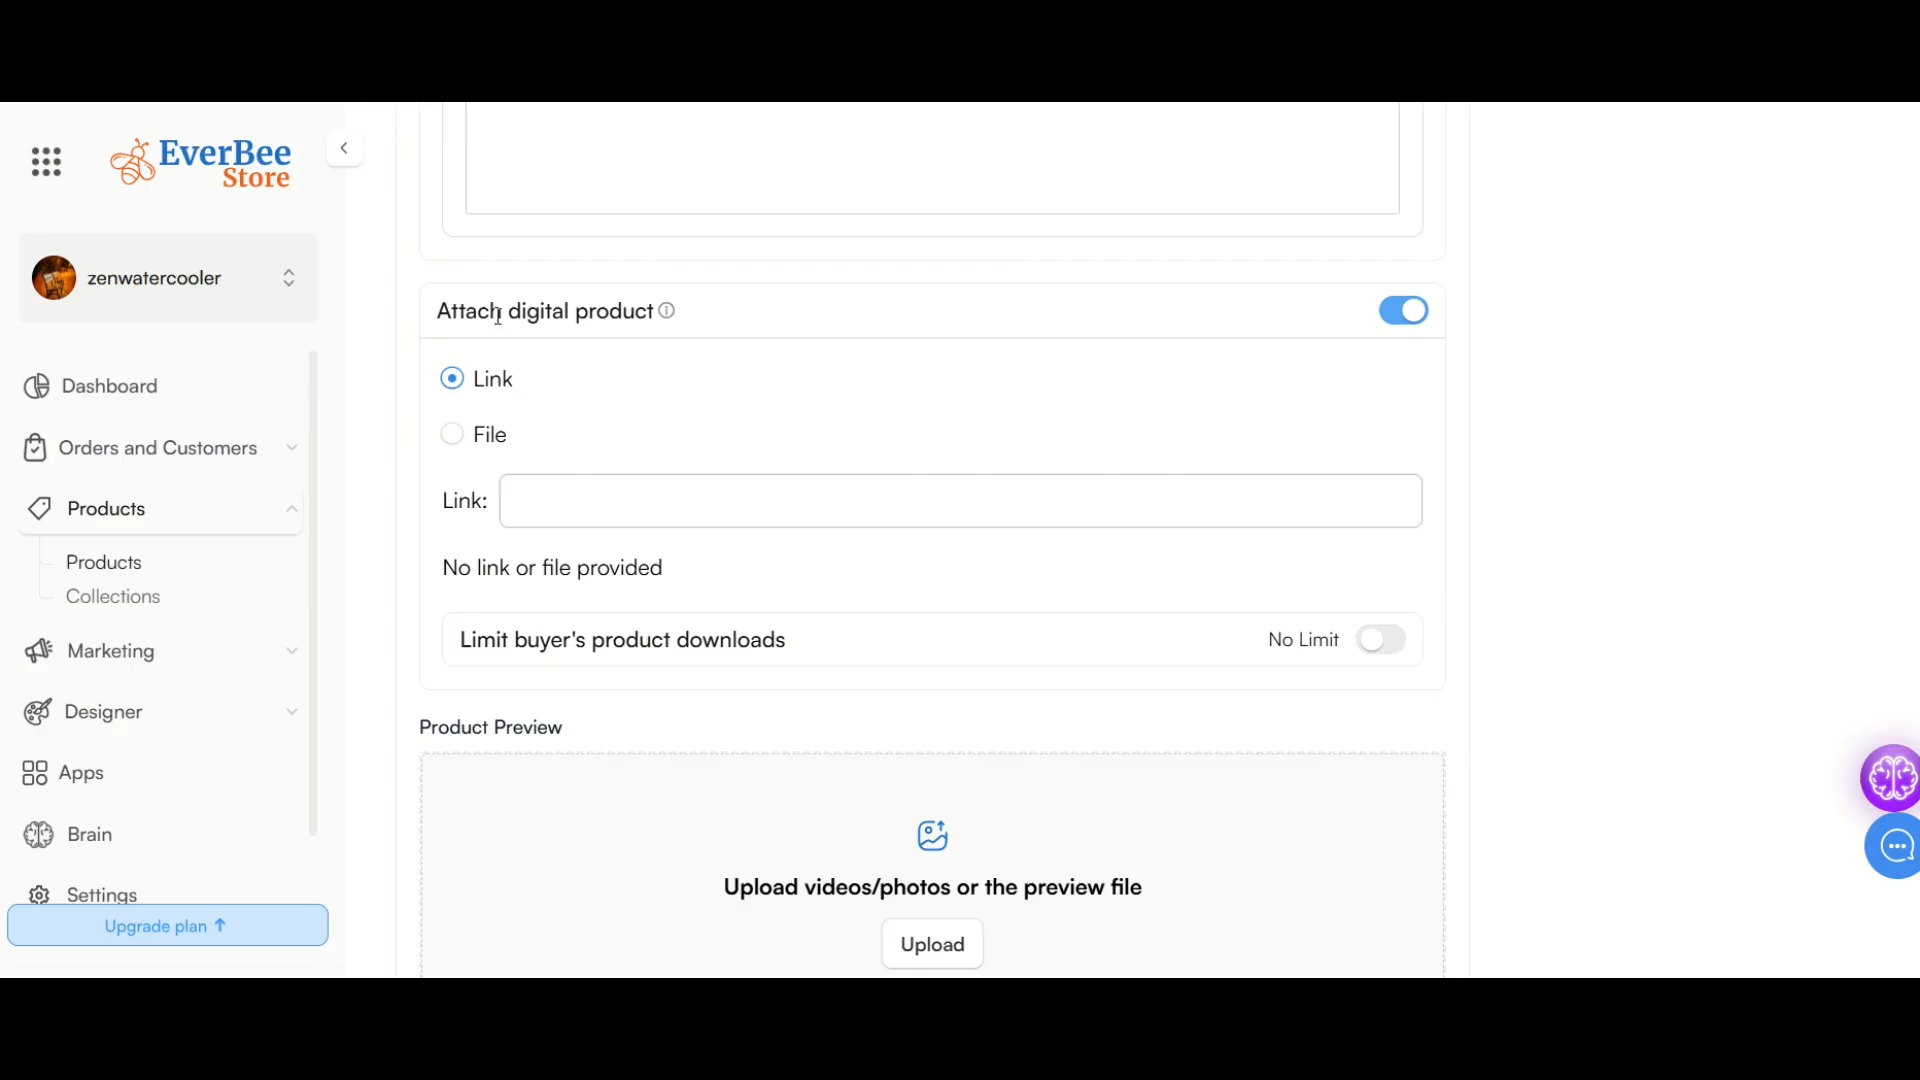 EverBee
Store
zenwatercooler
Dashboard
Orders and Customers
Products
Products
Collections
Marketing
Designer
Apps
Brain
Settings
Upgrade plan ↑
Attach digital product
Link
File
Link:
No link or file provided
Limit buyer's product downloads No Limit
Product Preview
Upload videos/photos or the preview file
Upload